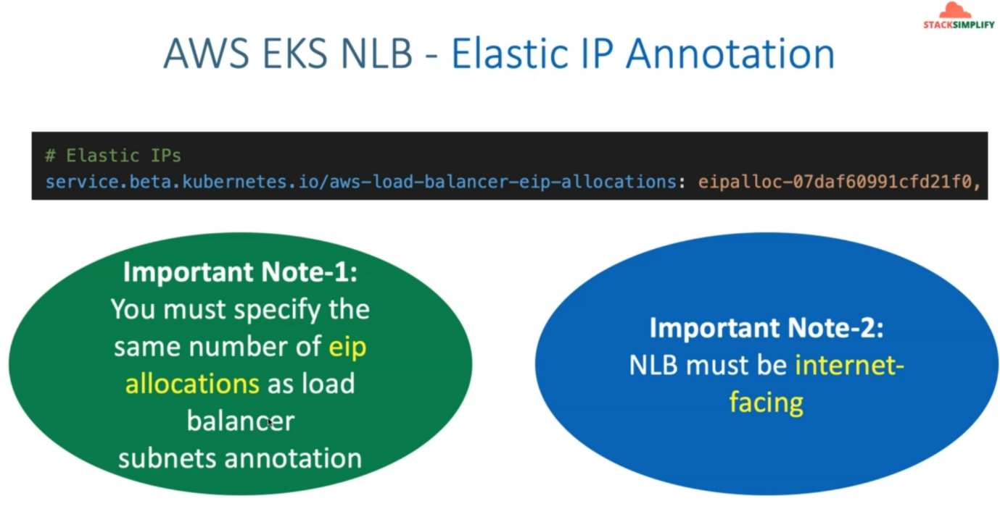 STACKSIMPLIFY
AWS EKS NLB - Elastic IP Annotation
# Elastic IPs
service.beta.kubernetes.io/aws-load-balancer-eip-allocations: eipalloc-07daf60991cfd21f0,
Important Note-1:
You must specify the
same number of eip
allocations as load
balancer
subnets annotation
Important Note-2:
NLB must be internet-
facing